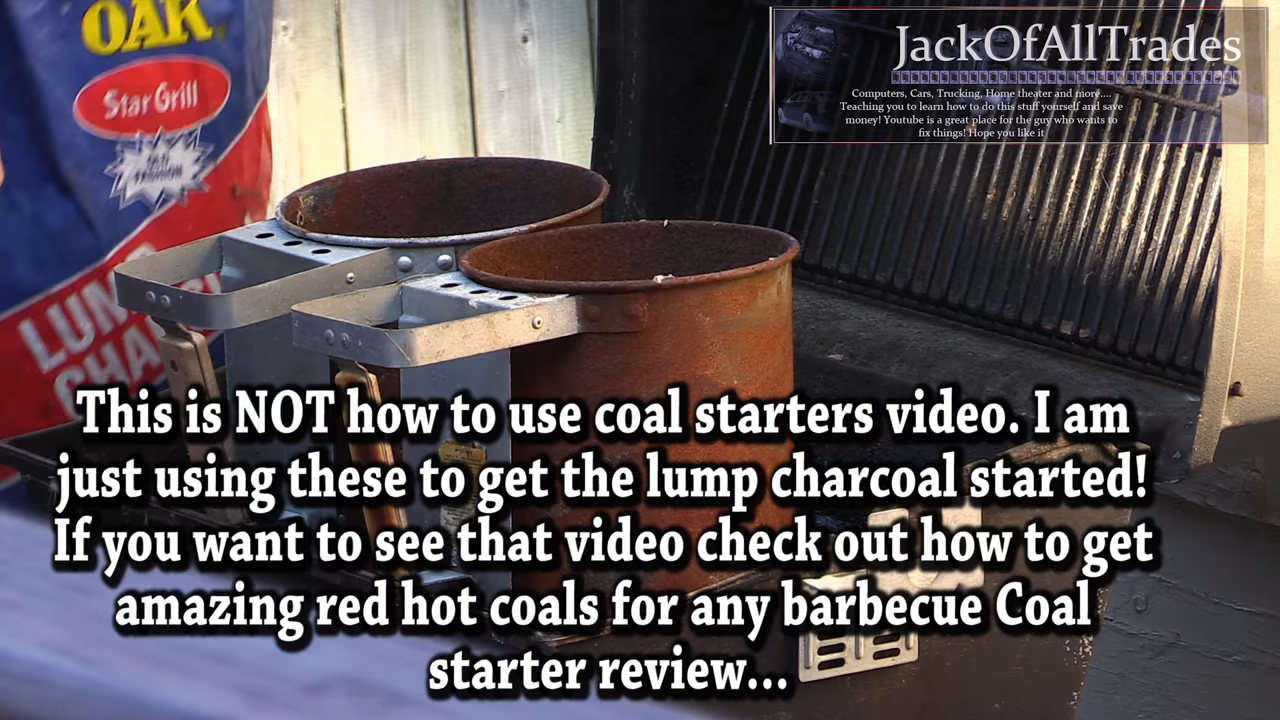 OAK
Star Grill
LUMP
JackOfAllTrades
Computers, Cars, Trucking, Home theater and more....
Teaching you to learn how to do this stuff yourself and save
money! Youtube is a great place for the guy who wants to
fix things! Hope you like it
This is NOT how to use coal starters video. I am
just using these to get the lump charcoal started!
If you want to see that video check out how to get
amazing red hot coals for any barbecue Coal
starter review...